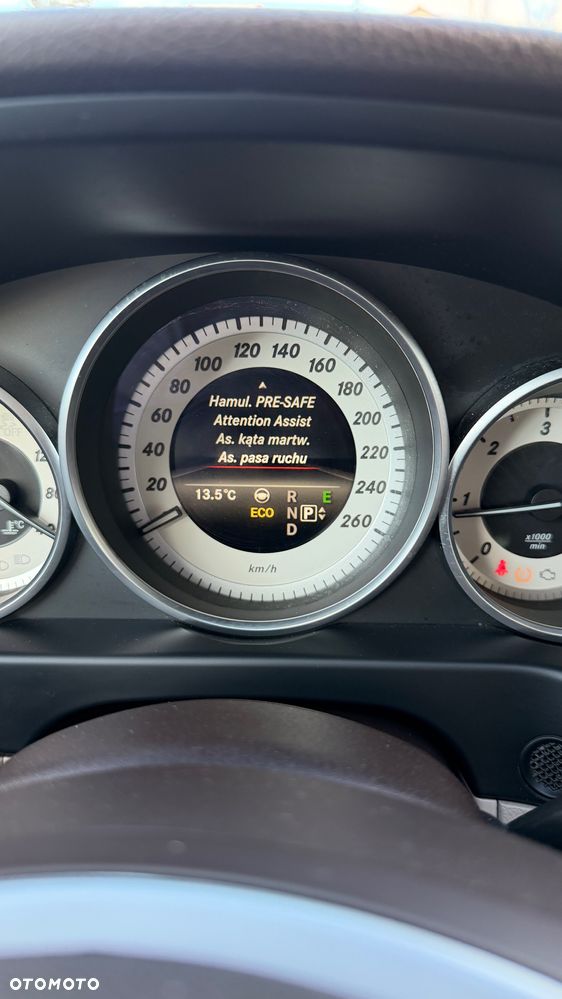 120 140
100 160
80 180
60 200
40 220
20 240
260
km/h
Hamul. PRE-SAFE
Attention Assist
As. kąta martw.
As. pasa ruchu
13.5°C R E
ECO N P
D
°C
1
2
3
0
x1000
min
OTOMOTO